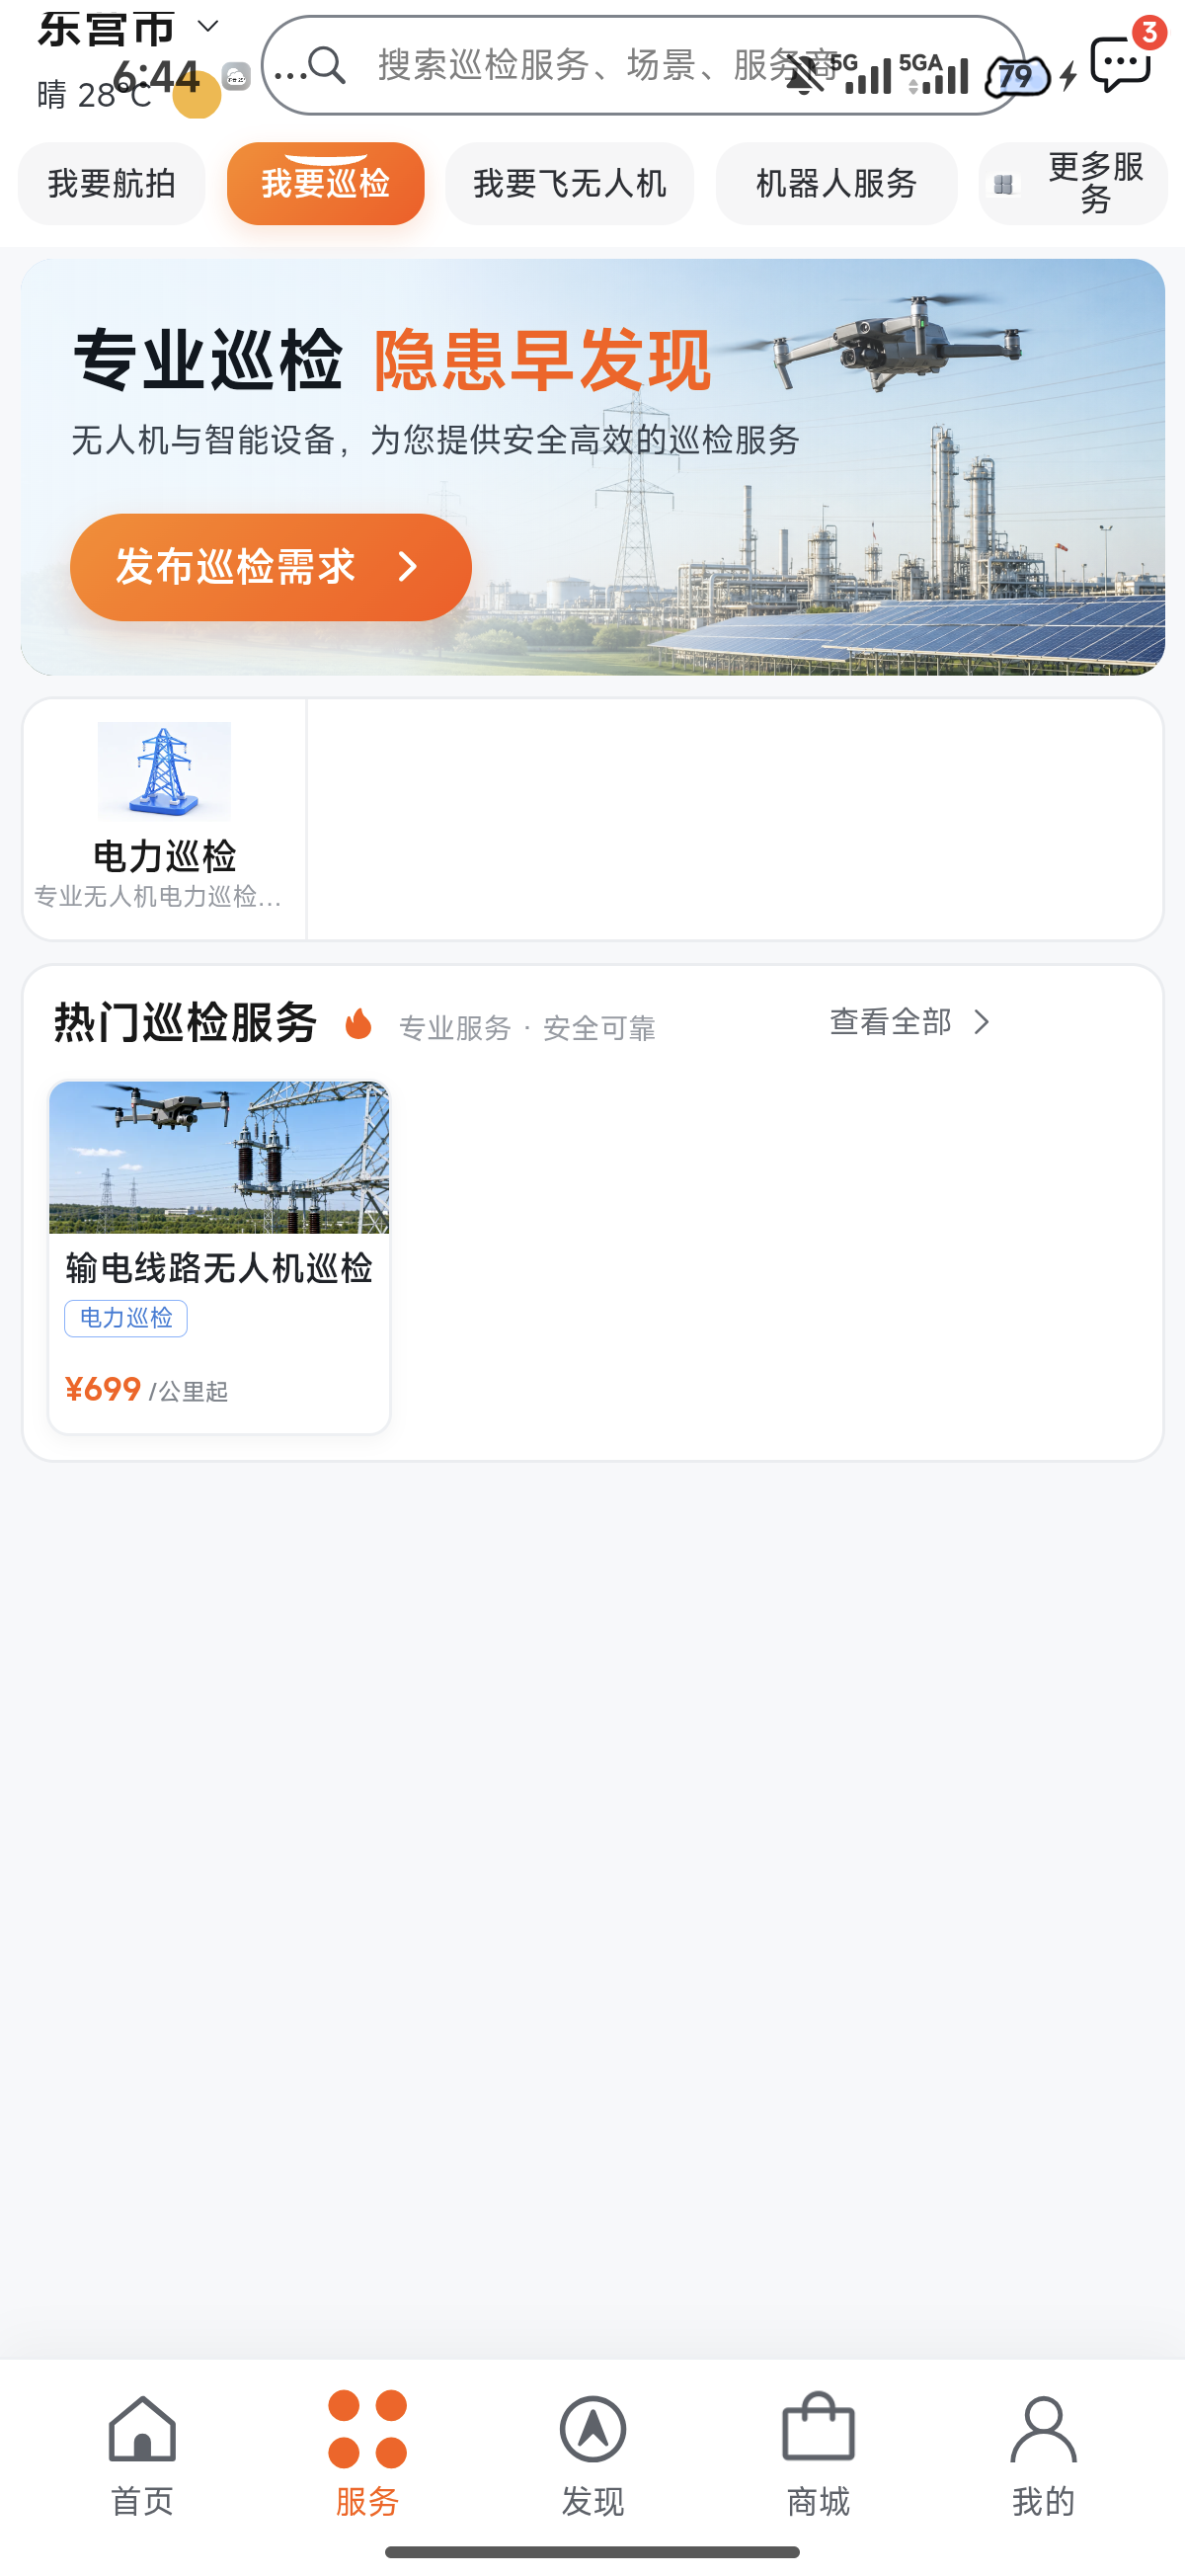 东营市
6:44
晴 28°C
...
搜索巡检服务、场景、服务商
5G
5GA
79
3
我要航拍
我要巡检
我要飞无人机
机器人服务
更多服
务
专业巡检 隐患早发现
无人机与智能设备，为您提供安全高效的巡检服务
发布巡检需求
电力巡检
专业无人机电力巡检...
热门巡检服务
专业服务 · 安全可靠
查看全部
输电线路无人机巡检
电力巡检
¥699 /公里起
首页
服务
发现
商城
我的